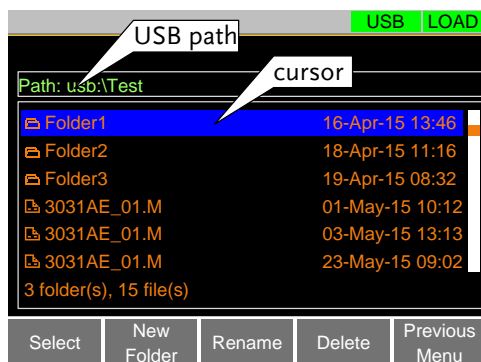 USB LOAD
USB path
cursor
Path: usb:\Test
Folder1 16-Apr-15 13:46
Folder2 18-Apr-15 11:16
Folder3 19-Apr-15 08:32
3031AE_01.M 01-May-15 10:12
3031AE_01.M 03-May-15 13:13
3031AE_01.M 23-May-15 09:02
3 folder(s), 15 file(s)
Select
New
Folder
Rename
Delete
Previous
Menu